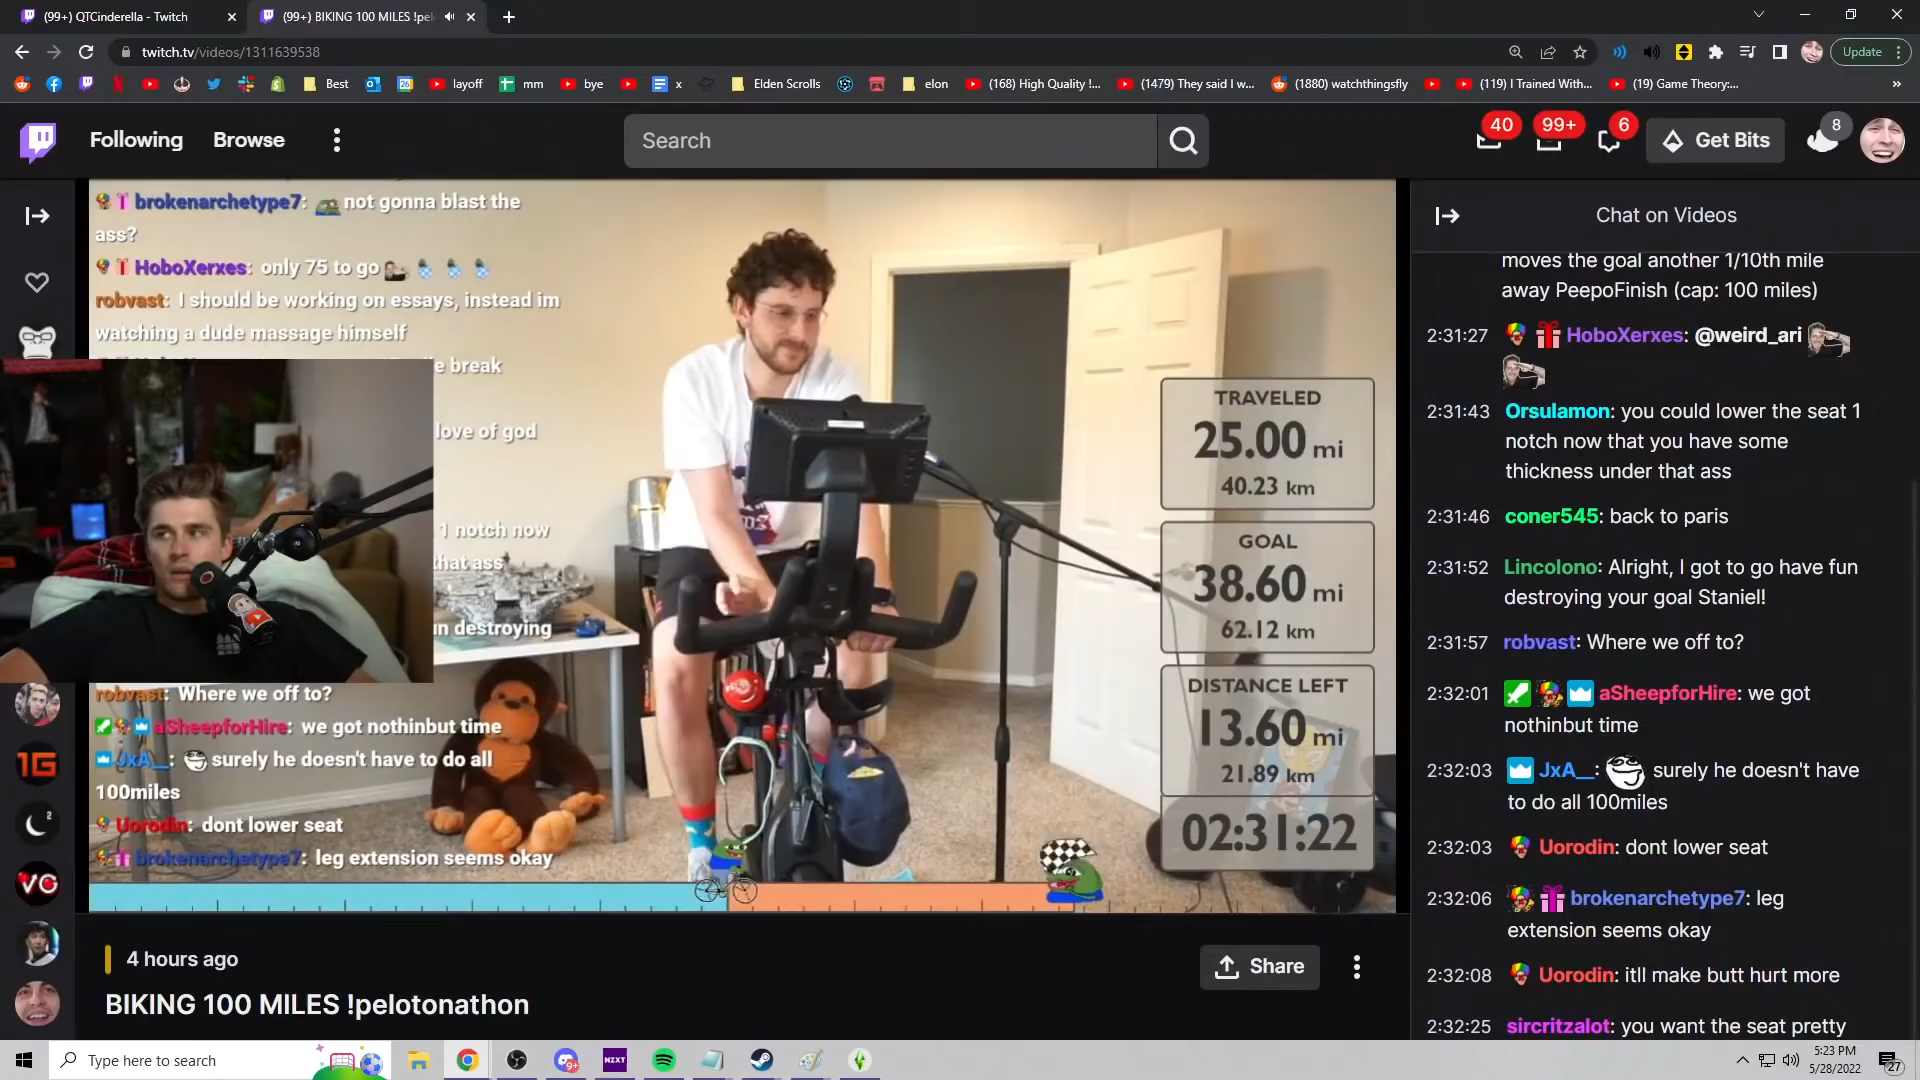 (99+) QTCinderella - Twitch
(99+) BIKING 100 MILES !pel
twitch.tv/videos/1311639538
Update
Best
26
layoff
mm
bye
x
Elden Scrolls
elon
(168) High Quality !...
(1479) They said I w...
(1880) watchthingsfly
(119) I Trained With...
(19) Game Theory:...
Following
Browse
Search
40
99+
6
Get Bits
8
brokenarchetype7: not gonna blast the
ass?
HoboXerxes: only 75 to go
robvast: I should be working on essays, instead im
watching a dude massage himself
e break
love of god
1 notch now
that ass
un destroying
robvast: Where we off to?
aSheepforHire: we got nothinbut time
JxA__: surely he doesn't have to do all
100miles
Uorodin: dont lower seat
brokenarchetype7: leg extension seems okay
TRAVELED
25.00 mi
40.23 km
GOAL
38.60 mi
62.12 km
DISTANCE LEFT
13.60 mi
21.89 km
02:31:22
Chat on Videos
moves the goal another 1/10th mile
away PeepoFinish (cap: 100 miles)
2:31:27 HoboXerxes: @weird_ari
2:31:43 Orsulamon: you could lower the seat 1
notch now that you have some
thickness under that ass
2:31:46 coner545: back to paris
2:31:52 Lincolono: Alright, I got to go have fun
destroying your goal Staniel!
2:31:57 robvast: Where we off to?
2:32:01 aSheepforHire: we got
nothinbut time
2:32:03 JxA__: surely he doesn't have
to do all 100miles
2:32:03 Uorodin: dont lower seat
2:32:06 brokenarchetype7: leg
extension seems okay
2:32:08 Uorodin: itll make butt hurt more
2:32:25 sircritzalot: you want the seat pretty
1G
VG
4 hours ago
Share
BIKING 100 MILES !pelotonathon
Type here to search
9+
NZXT
5:23 PM
5/28/2022
27